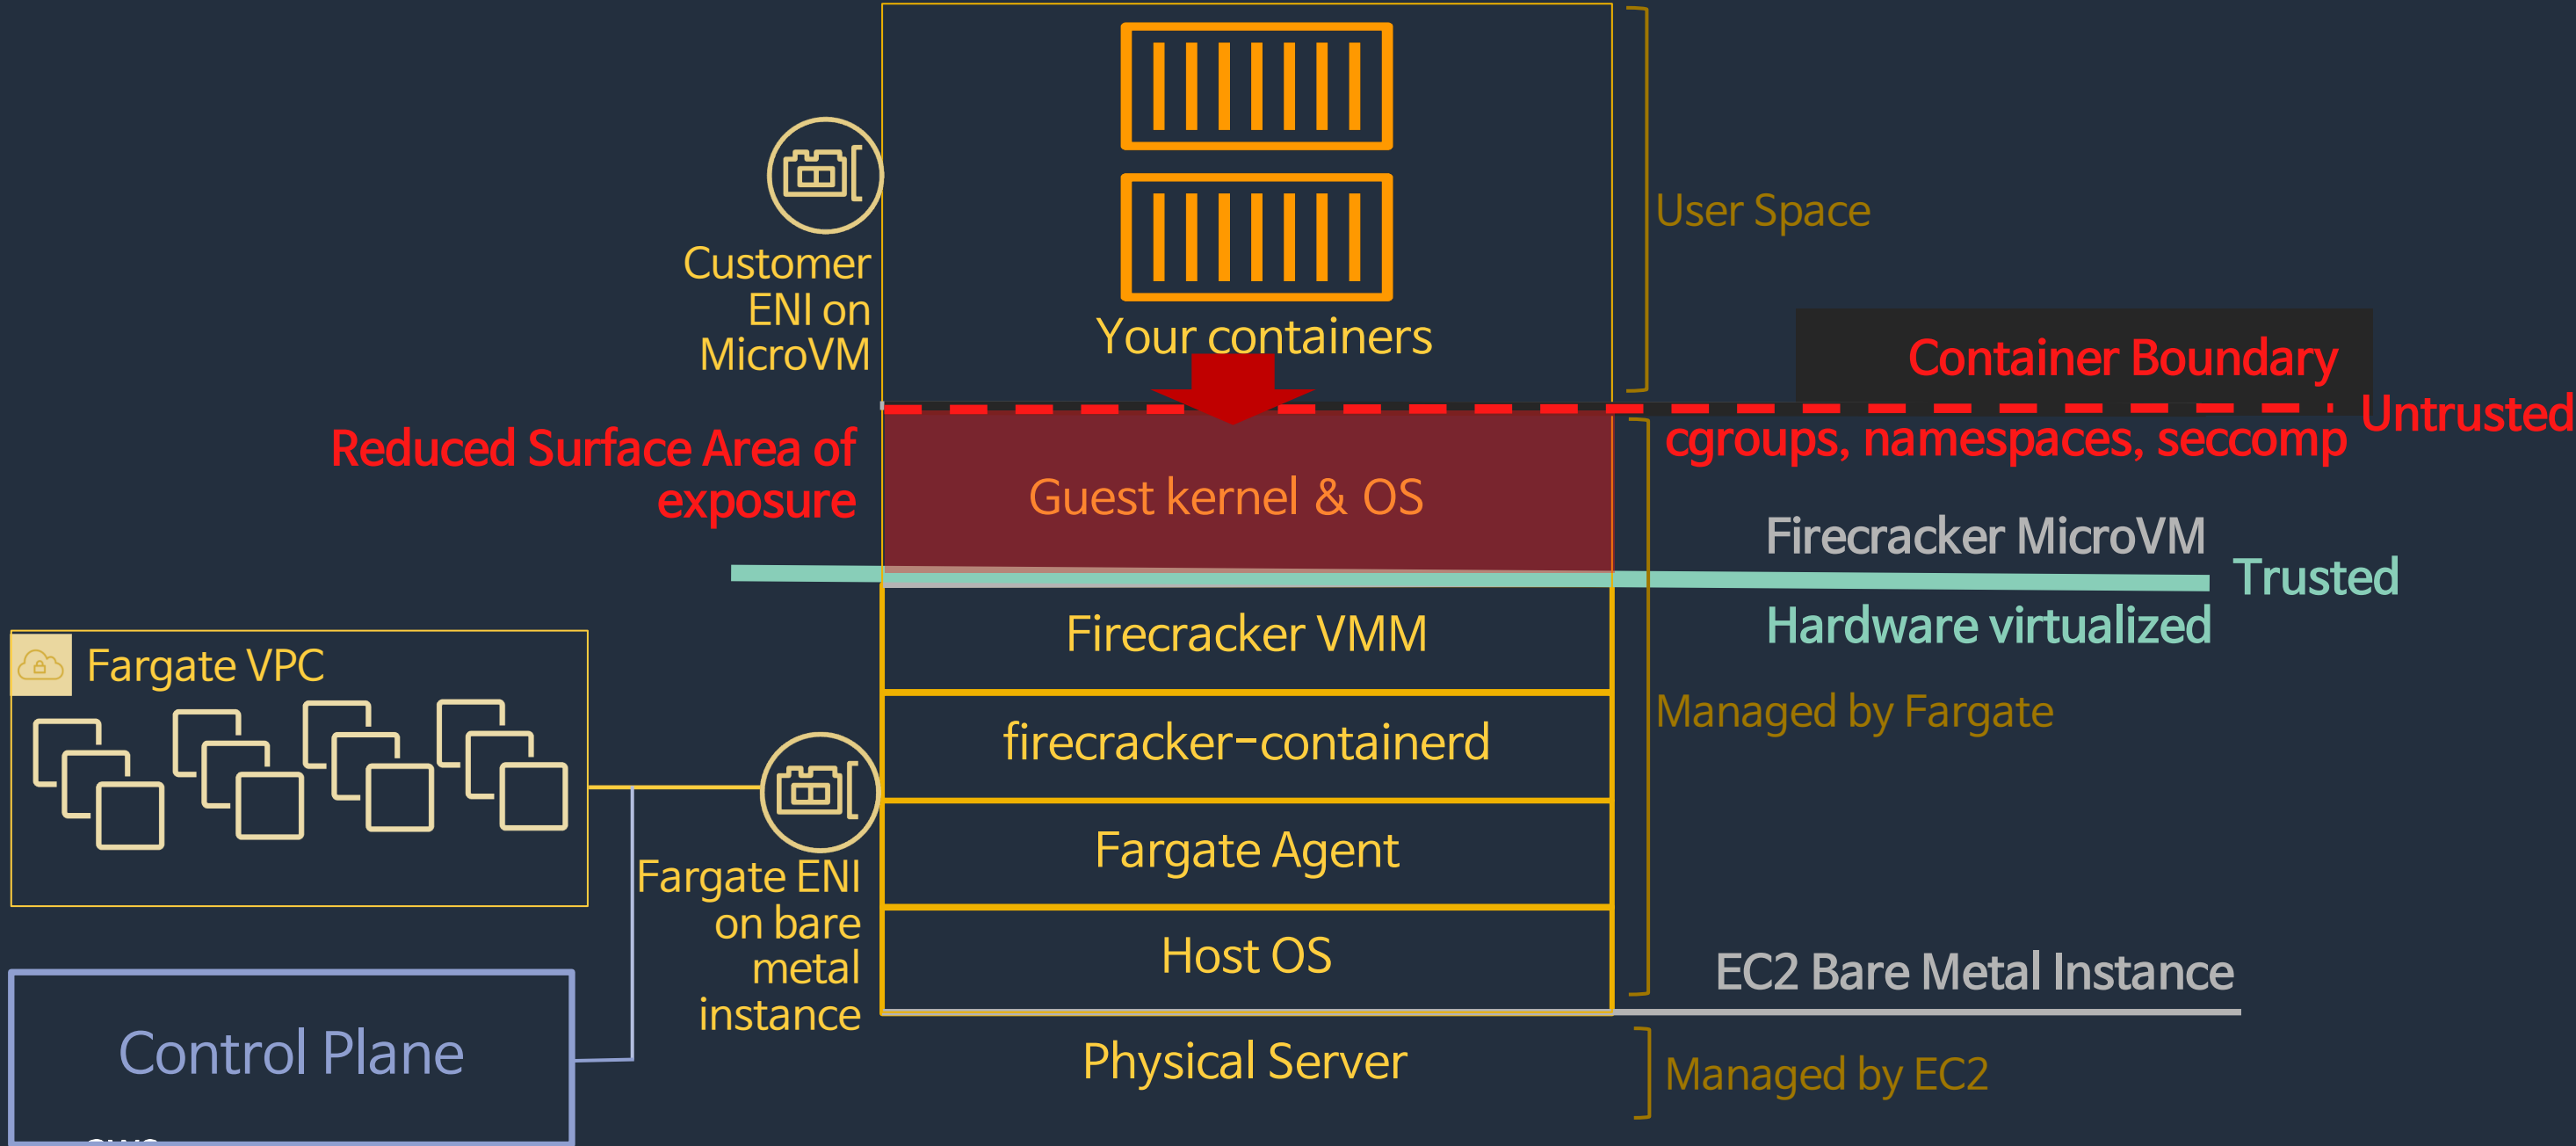 User Space
Customer
ENI on
MicroVM
Your containers
Container Boundary
Untrusted
Reduced Surface Area of
exposure
cgroups, namespaces, seccomp
Guest kernel & OS
Firecracker MicroVM
Trusted
Hardware virtualized
Firecracker VMM
Fargate VPC
Managed by Fargate
firecracker-containerd
Fargate Agent
Fargate ENI
on bare
metal
instance
Host OS
EC2 Bare Metal Instance
Control Plane
Physical Server
Managed by EC2